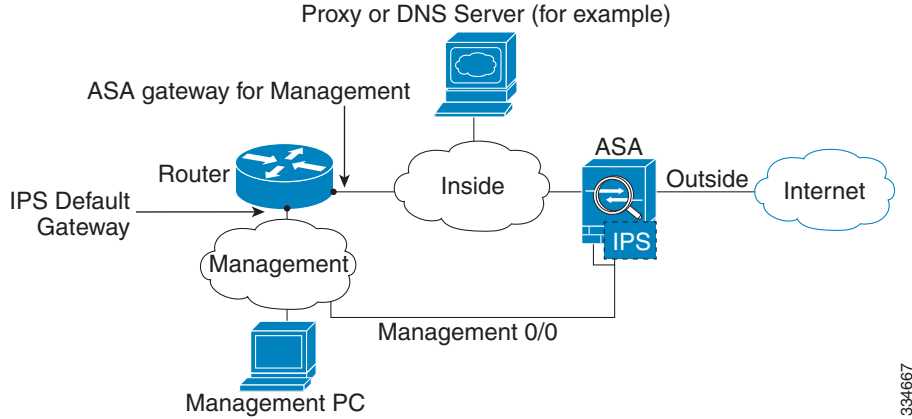 Proxy or DNS Server (for example)
ASA gateway for Management
ASA
Router
Inside
Outside
Internet
IPS Default
Gateway
IPS
Management
Management 0/0
Management PC
334667